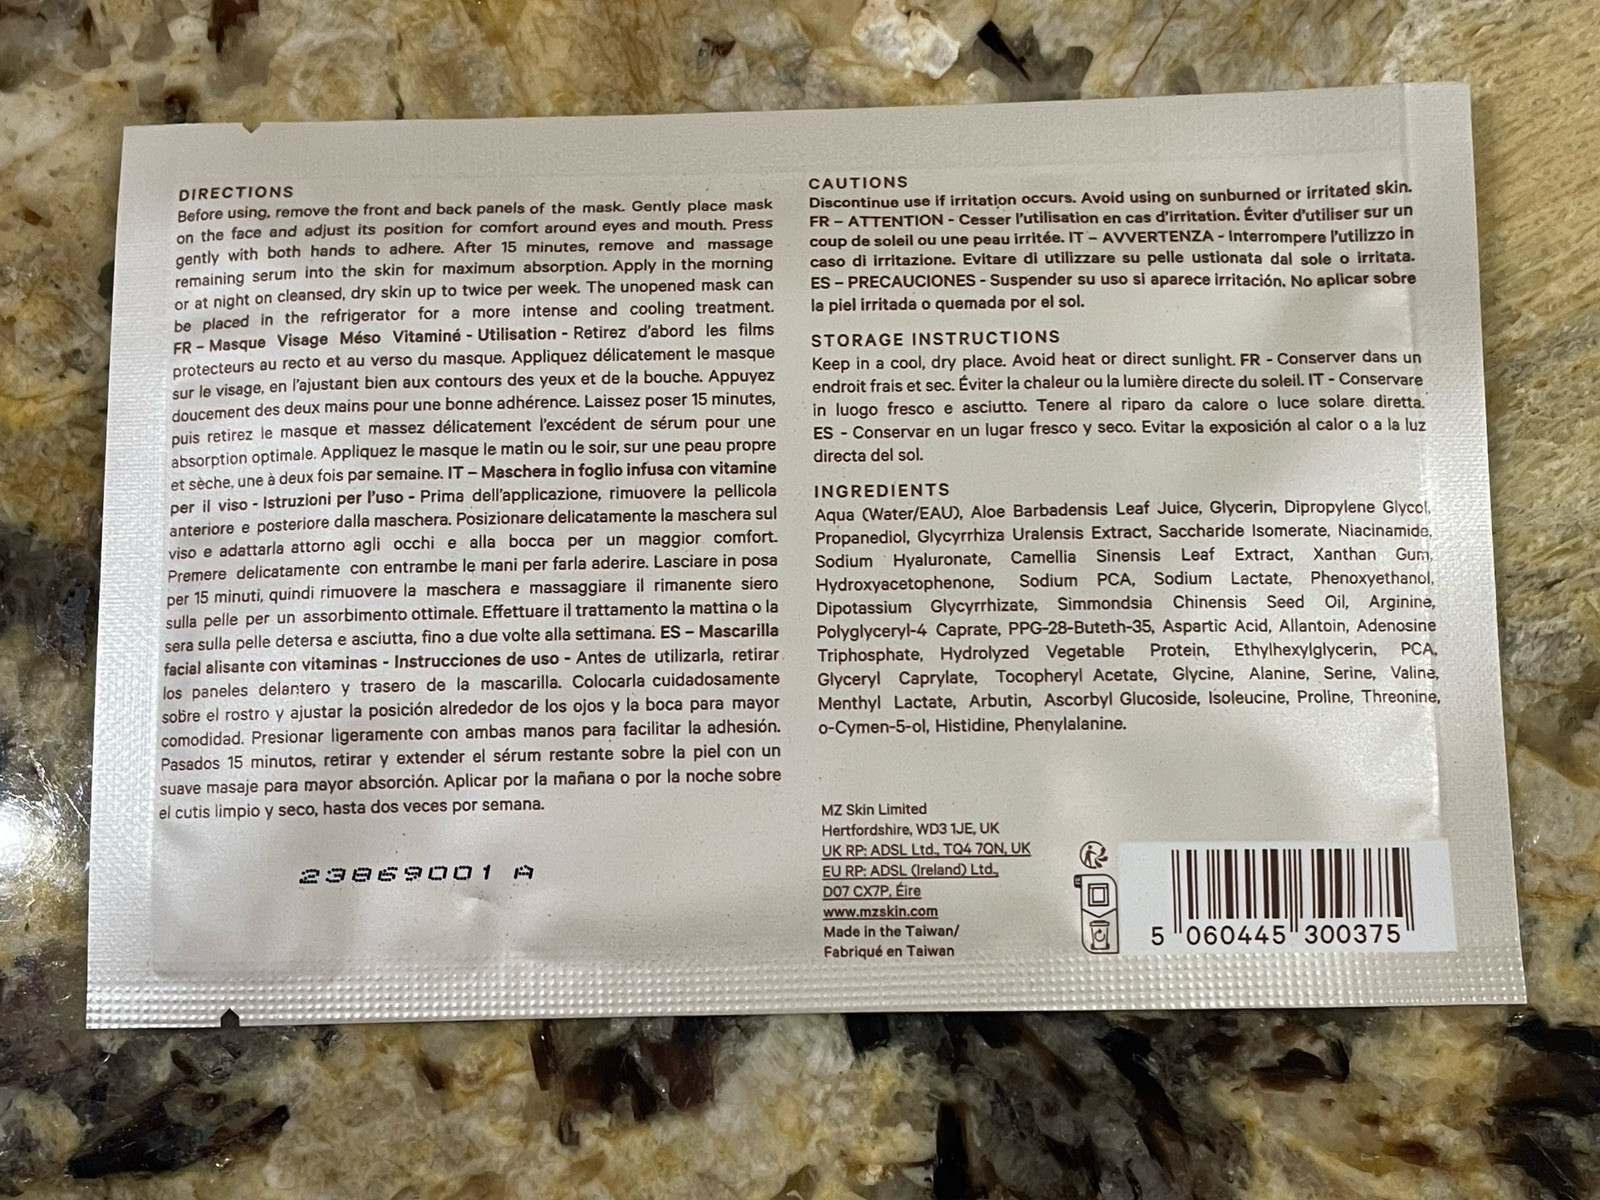 DIRECTIONS
Before using, remove the front and back panels of the mask. Gently place mask
on the face and adjust its position for comfort around eyes and mouth. Press
gently with both hands to adhere. After 15 minutes, remove and massage
remaining serum into the skin for maximum absorption. Apply in the morning
or at night on cleansed, dry skin up to twice per week. The unopened mask can
be placed in the refrigerator for a more intense and cooling treatment.
FR – Masque Visage Méso Vitaminé - Utilisation - Retirez d'abord les films
protecteurs au recto et au verso du masque. Appliquez délicatement le masque
sur le visage, en l'ajustant bien aux contours des yeux et de la bouche. Appuyez
doucement des deux mains pour une bonne adhérence. Laissez poser 15 minutes,
puis retirez le masque et massez délicatement l'excédent de sérum pour une
absorption optimale. Appliquez le masque le matin ou le soir, sur une peau propre
et sèche, une à deux fois par semaine. IT – Maschera in foglio infusa con vitamine
per il viso - Istruzioni per l'uso - Prima dell'applicazione, rimuovere la pellicola
anteriore e posteriore dalla maschera. Posizionare delicatamente la maschera sul
viso e adattarla attorno agli occhi e alla bocca per un maggior comfort.
Premere delicatamente con entrambe le mani per farla aderire. Lasciare in posa
per 15 minuti, quindi rimuovere la maschera e massaggiare il rimanente siero
sulla pelle per un assorbimento ottimale. Effettuare il trattamento la mattina o la
sera sulla pelle detersa e asciutta, fino a due volte alla settimana. ES – Mascarilla
facial alisante con vitaminas - Instrucciones de uso - Antes de utilizarla, retirar
los paneles delantero y trasero de la mascarilla. Colocarla cuidadosamente
sobre el rostro y ajustar la posición alrededor de los ojos y la boca para mayor
comodidad. Presionar ligeramente con ambas manos para facilitar la adhesión.
Pasados 15 minutos, retirar y extender el sérum restante sobre la piel con un
suave masaje para mayor absorción. Aplicar por la mañana o por la noche sobre
el cutis limpio y seco, hasta dos veces por semana.
23869001 A
CAUTIONS
Discontinue use if irritation occurs. Avoid using on sunburned or irritated skin.
FR – ATTENTION - Cesser l'utilisation en cas d'irritation. Éviter d'utiliser sur un
coup de soleil ou une peau irritée. IT – AVVERTENZA - Interrompere l'utilizzo in
caso di irritazione. Evitare di utilizzare su pelle ustionata dal sole o irritata.
ES – PRECAUCIONES - Suspender su uso si aparece irritación. No aplicar sobre
la piel irritada o quemada por el sol.
STORAGE INSTRUCTIONS
Keep in a cool, dry place. Avoid heat or direct sunlight. FR - Conserver dans un
endroit frais et sec. Éviter la chaleur ou la lumière directe du soleil. IT - Conservare
in luogo fresco e asciutto. Tenere al riparo da calore o luce solare diretta.
ES - Conservar en un lugar fresco y seco. Evitar la exposición al calor o a la luz
directa del sol.
INGREDIENTS
Aqua (Water/EAU), Aloe Barbadensis Leaf Juice, Glycerin, Dipropylene Glycol,
Propanediol, Glycyrrhiza Uralensis Extract, Saccharide Isomerate, Niacinamide,
Sodium Hyaluronate, Camellia Sinensis Leaf Extract, Xanthan Gum,
Hydroxyacetophenone, Sodium PCA, Sodium Lactate, Phenoxyethanol,
Dipotassium Glycyrrhizate, Simmondsia Chinensis Seed Oil, Arginine,
Polyglyceryl-4 Caprate, PPG-28-Buteth-35, Aspartic Acid, Allantoin, Adenosine
Triphosphate, Hydrolyzed Vegetable Protein, Ethylhexylglycerin, PCA,
Glyceryl Caprylate, Tocopheryl Acetate, Glycine, Alanine, Serine, Valine,
Menthyl Lactate, Arbutin, Ascorbyl Glucoside, Isoleucine, Proline, Threonine,
o-Cymen-5-ol, Histidine, Phenylalanine.
MZ Skin Limited
Hertfordshire, WD3 1JE, UK
UK RP: ADSL Ltd., TQ4 7QN, UK
EU RP: ADSL (Ireland) Ltd.,
D07 CX7P, Éire
www.mzskin.com
Made in the Taiwan/
Fabriqué en Taiwan
5 060445 300375